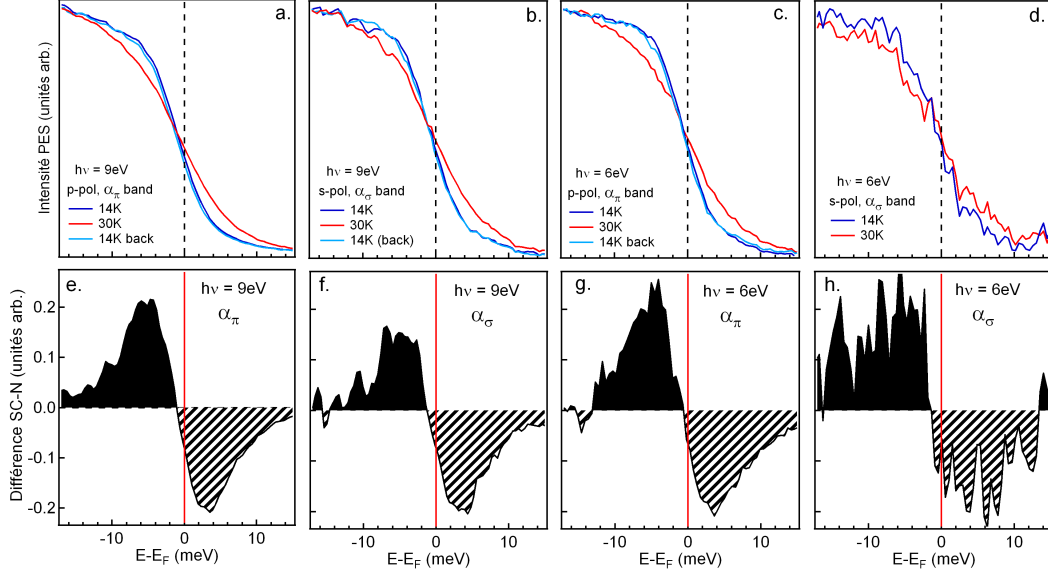 a.
b.
c.
d.
Intensité PES (unités arb.)
hν = 9eV
p-pol, απ band
14K
30K
14K back
hν = 9eV
s-pol, ασ band
14K
30K
14K (back)
hν = 6eV
p-pol, απ band
14K
30K
14K back
hν = 6eV
s-pol, ασ band
14K
30K
e.
f.
g.
h.
hν = 9eV
απ
hν = 9eV
ασ
hν = 6eV
απ
hν = 6eV
ασ
Différence SC-N (unités arb.)
0.2
0.1
0.0
-0.1
-0.2
-10 0 10
-10 0 10
-10 0 10
-10 0 10
E-EF (meV)
E-EF (meV)
E-EF (meV)
E-EF (meV)